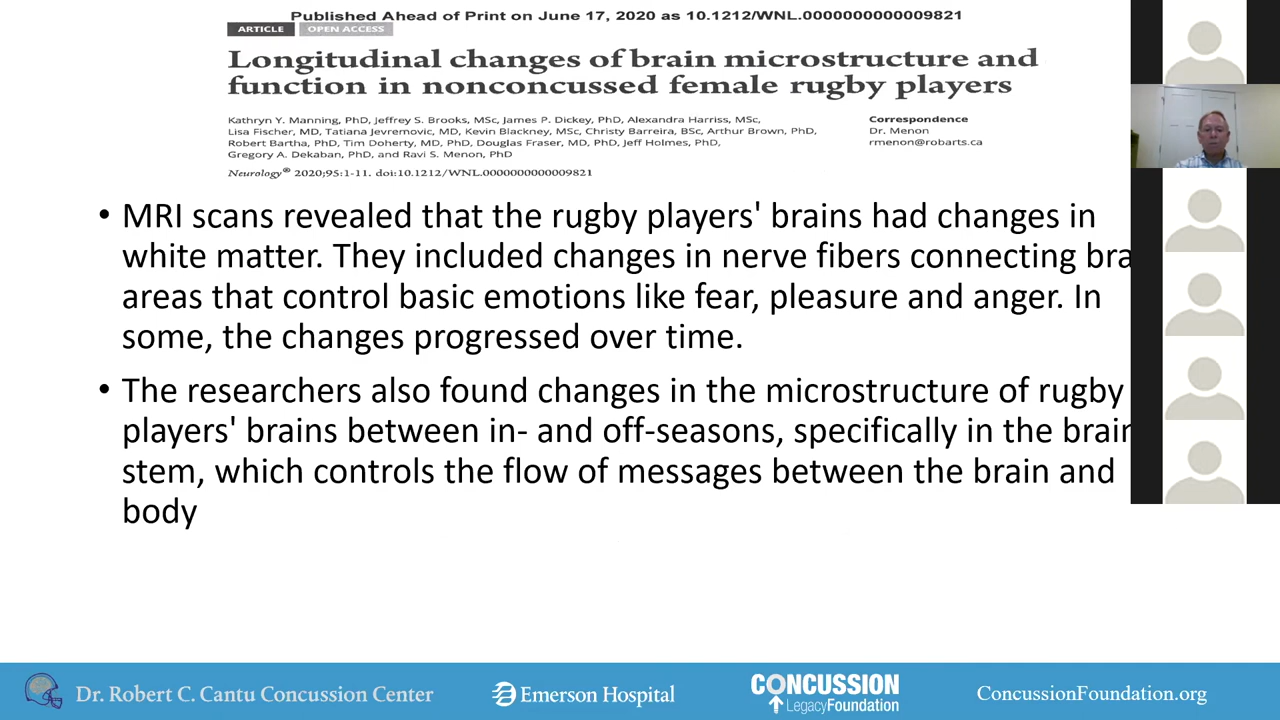 Published Ahead of Print on June 17, 2020 as 10.1212/WNL.0000000000009821
ARTICLE OPEN ACCESS
Longitudinal changes of brain microstructure and
function in nonconcussed female rugby players
Kathryn Y. Manning, PhD, Jeffrey S. Brooks, MSc, James P. Dickey, PhD, Alexandra Harriss, MSc,
Lisa Fischer, MD, Tatiana Jevremovic, MD, Kevin Blackney, MSc, Christy Barreira, BSc, Arthur Brown, PhD,
Robert Bartha, PhD, Tim Doherty, MD, PhD, Douglas Fraser, MD, PhD, Jeff Holmes, PhD,
Gregory A. Dekaban, PhD, and Ravi S. Menon, PhD
Correspondence
Dr. Menon
rmenon@robarts.ca
Neurology® 2020;95:1-11. doi:10.1212/WNL.0000000000009821
• MRI scans revealed that the rugby players' brains had changes in
white matter. They included changes in nerve fibers connecting bra
areas that control basic emotions like fear, pleasure and anger. In
some, the changes progressed over time.
• The researchers also found changes in the microstructure of rugby
players' brains between in- and off-seasons, specifically in the brain
stem, which controls the flow of messages between the brain and
body
Dr. Robert C. Cantu Concussion Center
Emerson Hospital
CONCUSSION
LegacyFoundation
ConcussionFoundation.org